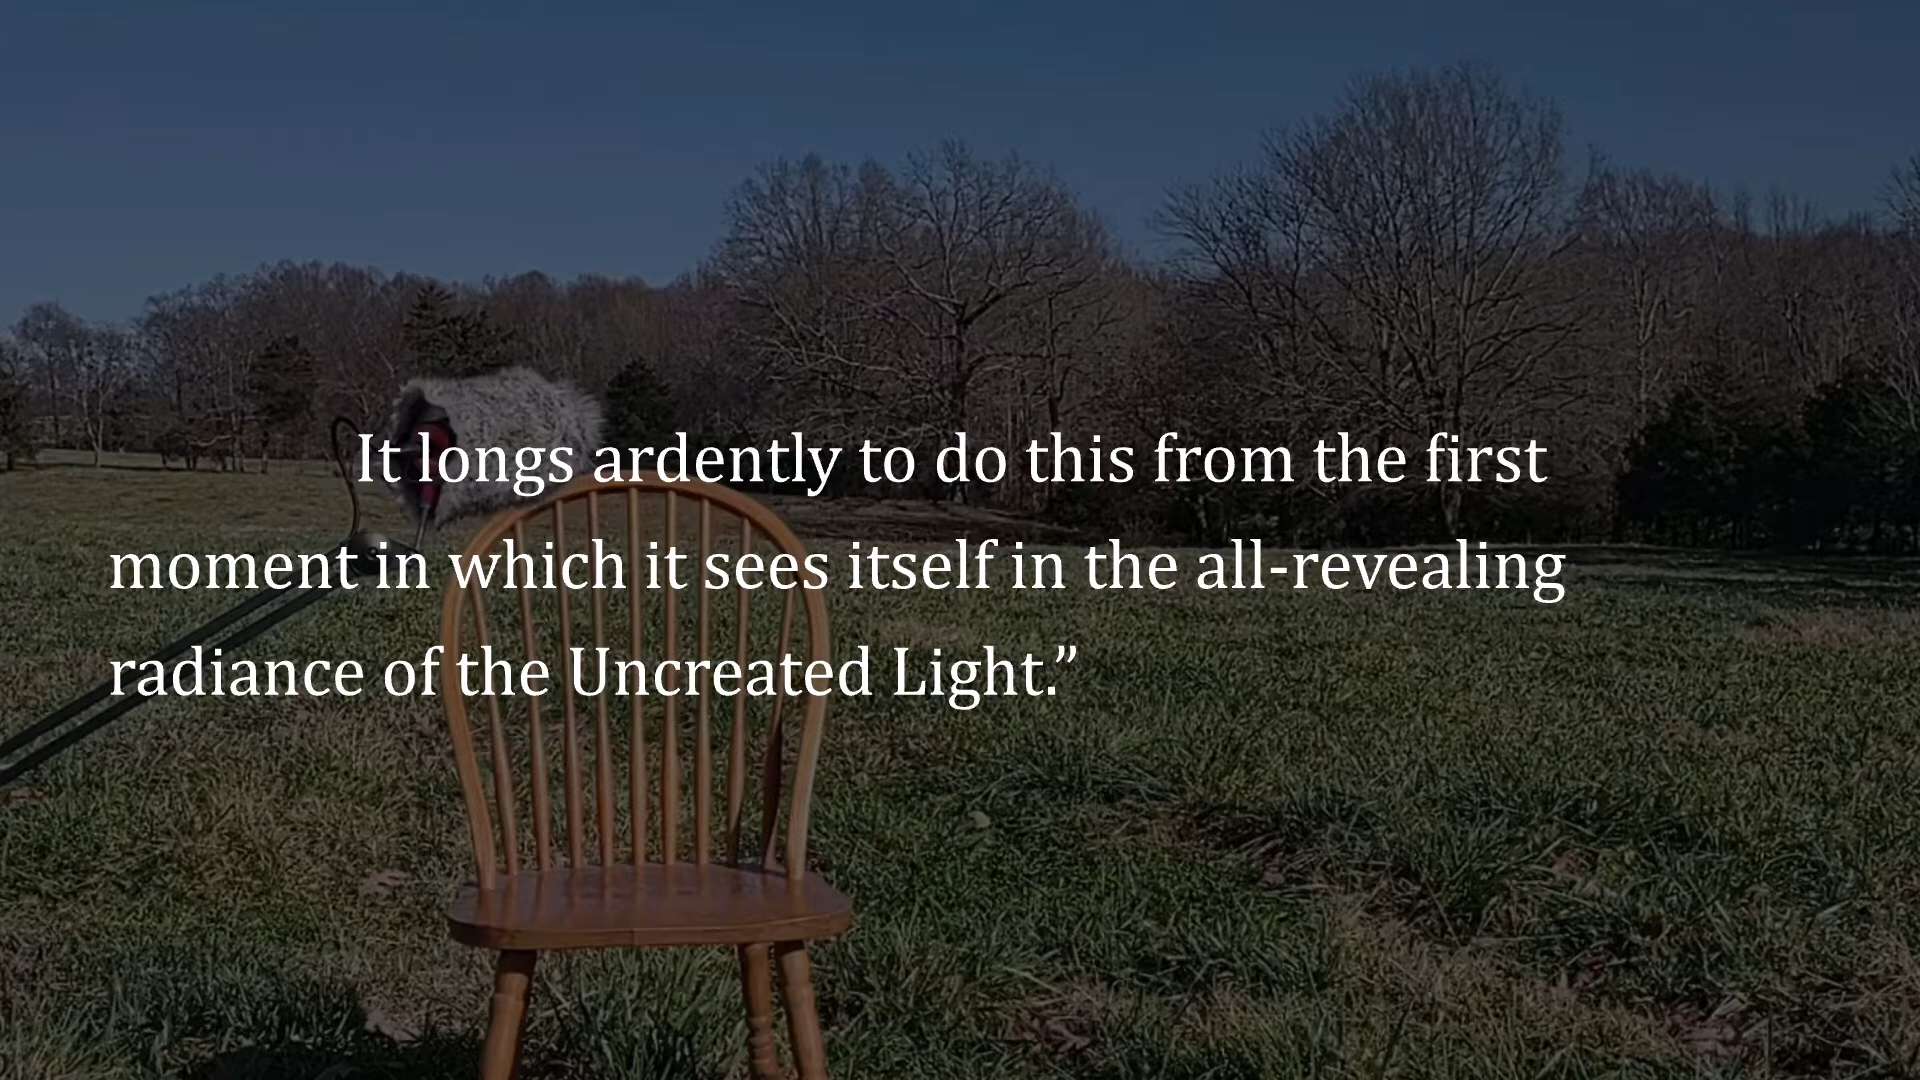 It longs ardently to do this from the first
moment in which it sees itself in the all-revealing
radiance of the Uncreated Light.”